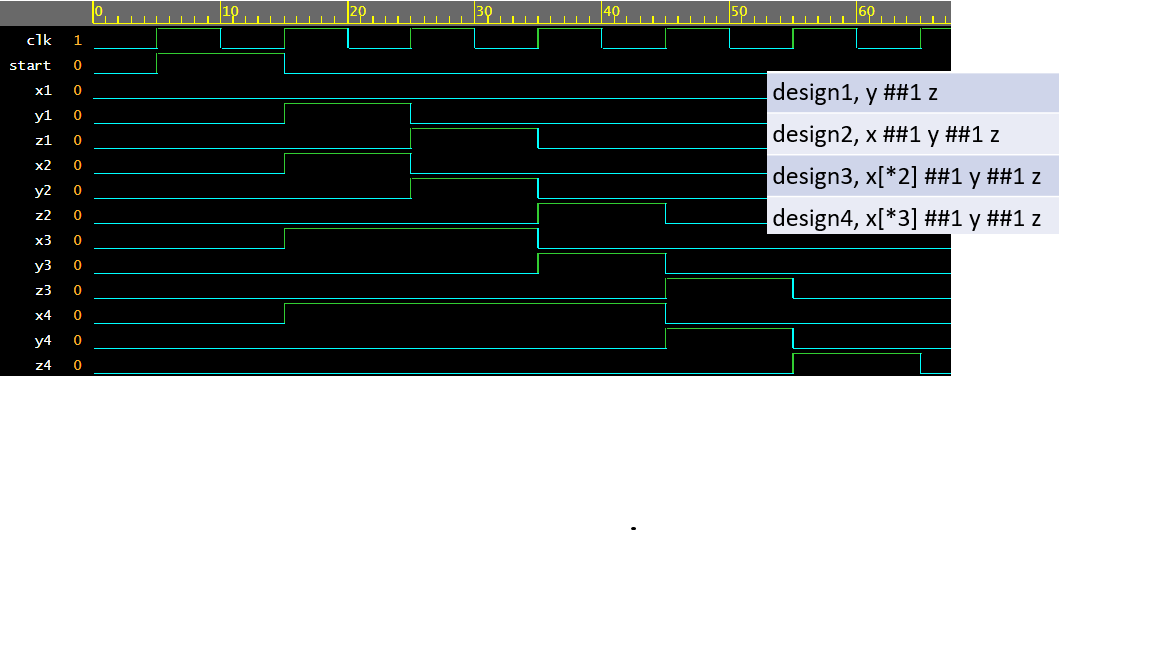 0 10 20 30 40 50 60
clk 1
start 0
x1 0
design1, y ##1 z
y1 0
design2, x ##1 y ##1 z
z1 0
x2 0
design3, x[*2] ##1 y ##1 z
y2 0
z2 0
design4, x[*3] ##1 y ##1 z
x3 0
y3 0
z3 0
x4 0
y4 0
z4 0